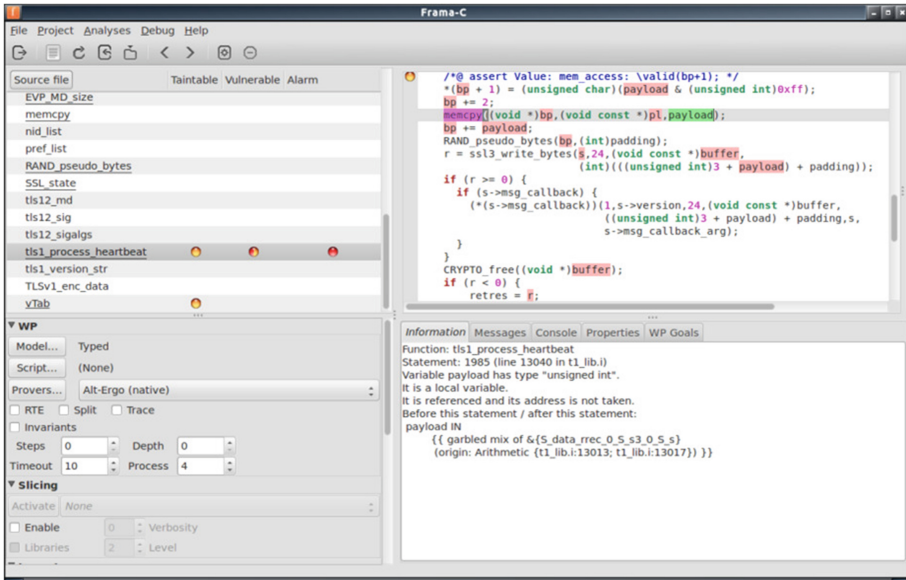 Frama-C
File Project Analyses Debug Help
Source file Taintable Vulnerable Alarm
EVP_MD_size
memcpy
nid_list
pref_list
RAND_pseudo_bytes
SSL_state
tls12_md
tls12_sig
tls12_sigalgs
tls1_process_heartbeat
tls1_version_str
TLSv1_enc_data
vTab
WP
Model... Typed
Script... (None)
Provers... Alt-Ergo (native)
RTE Split Trace
Invariants
Steps 0 Depth 0
Timeout 10 Process 4
Slicing
Activate None
Enable 0 Verbosity
Libraries 2 Level
/*@ assert Value: mem_access: \valid(bp+1); */
*(bp + 1) = (unsigned char)(payload & (unsigned int)0xff);
bp += 2;
memcpy((void *)bp,(void const *)pl,payload);
bp += payload;
RAND_pseudo_bytes(bp,(int)padding);
r = ssl3_write_bytes(s,24,(void const *)buffer,
(int)(((unsigned int)3 + payload) + padding));
if (r >= 0) {
if (s->msg_callback) {
(*(s->msg_callback))(1,s->version,24,(void const *)buffer,
((unsigned int)3 + payload) + padding,s,
s->msg_callback_arg);
}
}
CRYPTO_free((void *)buffer);
if (r < 0) {
retres = r;
Information Messages Console Properties WP Goals
Function: tls1_process_heartbeat
Statement: 1985 (line 13040 in t1_lib.i)
Variable payload has type "unsigned int".
It is a local variable.
It is referenced and its address is not taken.
Before this statement / after this statement:
payload IN
{{ garbled mix of &{S_data_rrec_0_S_s3_0_S_s}
(origin: Arithmetic {t1_lib.i:13013; t1_lib.i:13017}) }}